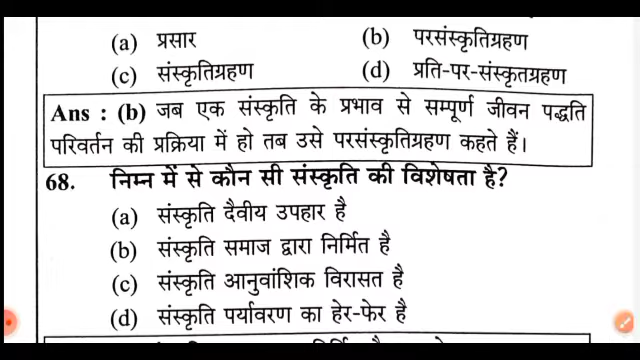 (a) प्रसार (b) परसंस्कृतिग्रहण
(c) संस्कृतिग्रहण (d) प्रति-पर-संस्कृतग्रहण
Ans : (b) जब एक संस्कृति के प्रभाव से सम्पूर्ण जीवन पद्धति
परिवर्तन की प्रक्रिया में हो तब उसे परसंस्कृतिग्रहण कहते हैं।
68. निम्न में से कौन सी संस्कृति की विशेषता है?
(a) संस्कृति दैवीय उपहार है
(b) संस्कृति समाज द्वारा निर्मित है
(c) संस्कृति आनुवांशिक विरासत है
(d) संस्कृति पर्यावरण का हेर-फेर है